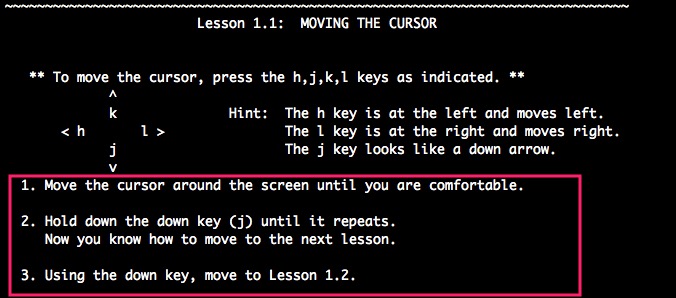 ~~~~~~~~~~~~~~~~~~~~~~~~~~~~~~~~~~~~~~~~~~~~~~~~~~~~~~~~~~~~~~~~~~~~~~~~~~~~~~
Lesson 1.1:  MOVING THE CURSOR
** To move the cursor, press the h,j,k,l keys as indicated. **
^
k Hint:  The h key is at the left and moves left.
< h l > The l key is at the right and moves right.
j The j key looks like a down arrow.
v
1. Move the cursor around the screen until you are comfortable.
2. Hold down the down key (j) until it repeats.
Now you know how to move to the next lesson.
3. Using the down key, move to Lesson 1.2.